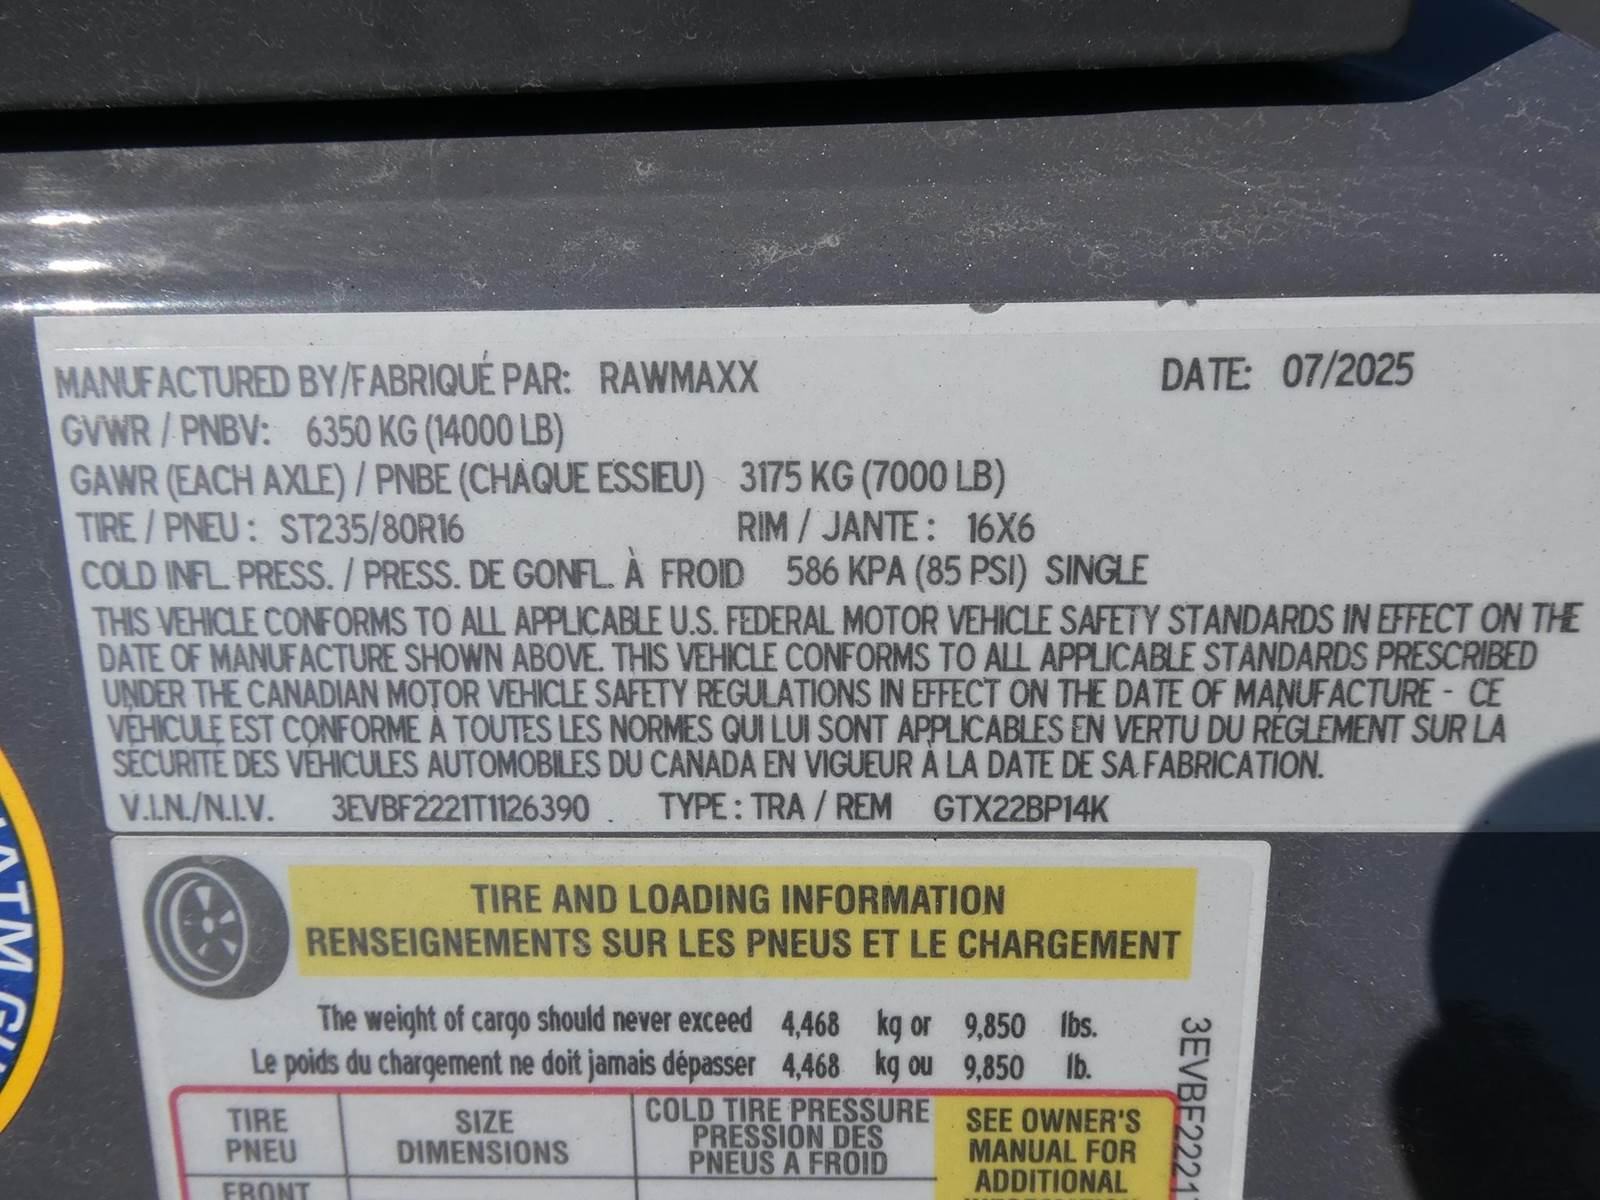 MANUFACTURED BY/FABRIQUÉ PAR: RAWMAXX DATE: 07/2025
GVWR / PNBV: 6350 KG (14000 LB)
GAWR (EACH AXLE) / PNBE (CHAQUE ESSIEU) 3175 KG (7000 LB)
TIRE / PNEU : ST235/80R16 RIM / JANTE : 16X6
COLD INFL. PRESS. / PRESS. DE GONFL. À FROID 586 KPA (85 PSI) SINGLE
THIS VEHICLE CONFORMS TO ALL APPLICABLE U.S. FEDERAL MOTOR VEHICLE SAFETY STANDARDS IN EFFECT ON THE
DATE OF MANUFACTURE SHOWN ABOVE. THIS VEHICLE CONFORMS TO ALL APPLICABLE STANDARDS PRESCRIBED
UNDER THE CANADIAN MOTOR VEHICLE SAFETY REGULATIONS IN EFFECT ON THE DATE OF MANUFACTURE - CE
VÉHICULE EST CONFORME À TOUTES LES NORMES QUI LUI SONT APPLICABLES EN VERTU DU RÉGLEMENT SUR LA
SÉCURITÉ DES VÉHICULES AUTOMOBILES DU CANADA EN VIGUEUR À LA DATE DE SA FABRICATION.
V.I.N./N.I.V. 3EVBF2221T1126390 TYPE : TRA / REM GTX22BP14K
TIRE AND LOADING INFORMATION
RENSEIGNEMENTS SUR LES PNEUS ET LE CHARGEMENT
The weight of cargo should never exceed 4,468 kg or 9,850 lbs.
Le poids du chargement ne doit jamais dépasser 4,468 kg ou 9,850 lb.
TIRE
PNEU
SIZE
DIMENSIONS
COLD TIRE PRESSURE
PRESSION DES
PNEUS A FROID
SEE OWNER'S
MANUAL FOR
ADDITIONAL
FRONT
3EVBF2221
NATM